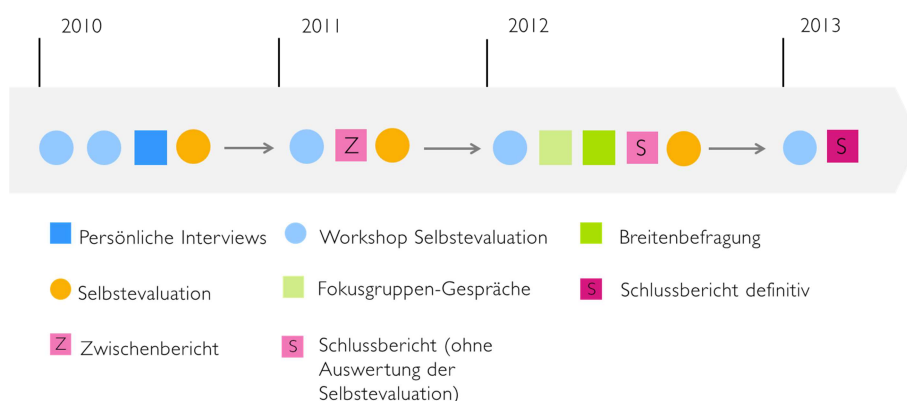 2010
2011
2012
2013
Z
S
S
Persönliche Interviews
Workshop Selbstevaluation
Breitenbefragung
Selbstevaluation
Fokusgruppen-Gespräche
S
Schlussbericht definitiv
Z
Zwischenbericht
S
Schlussbericht (ohne
Auswertung der
Selbstevaluation)